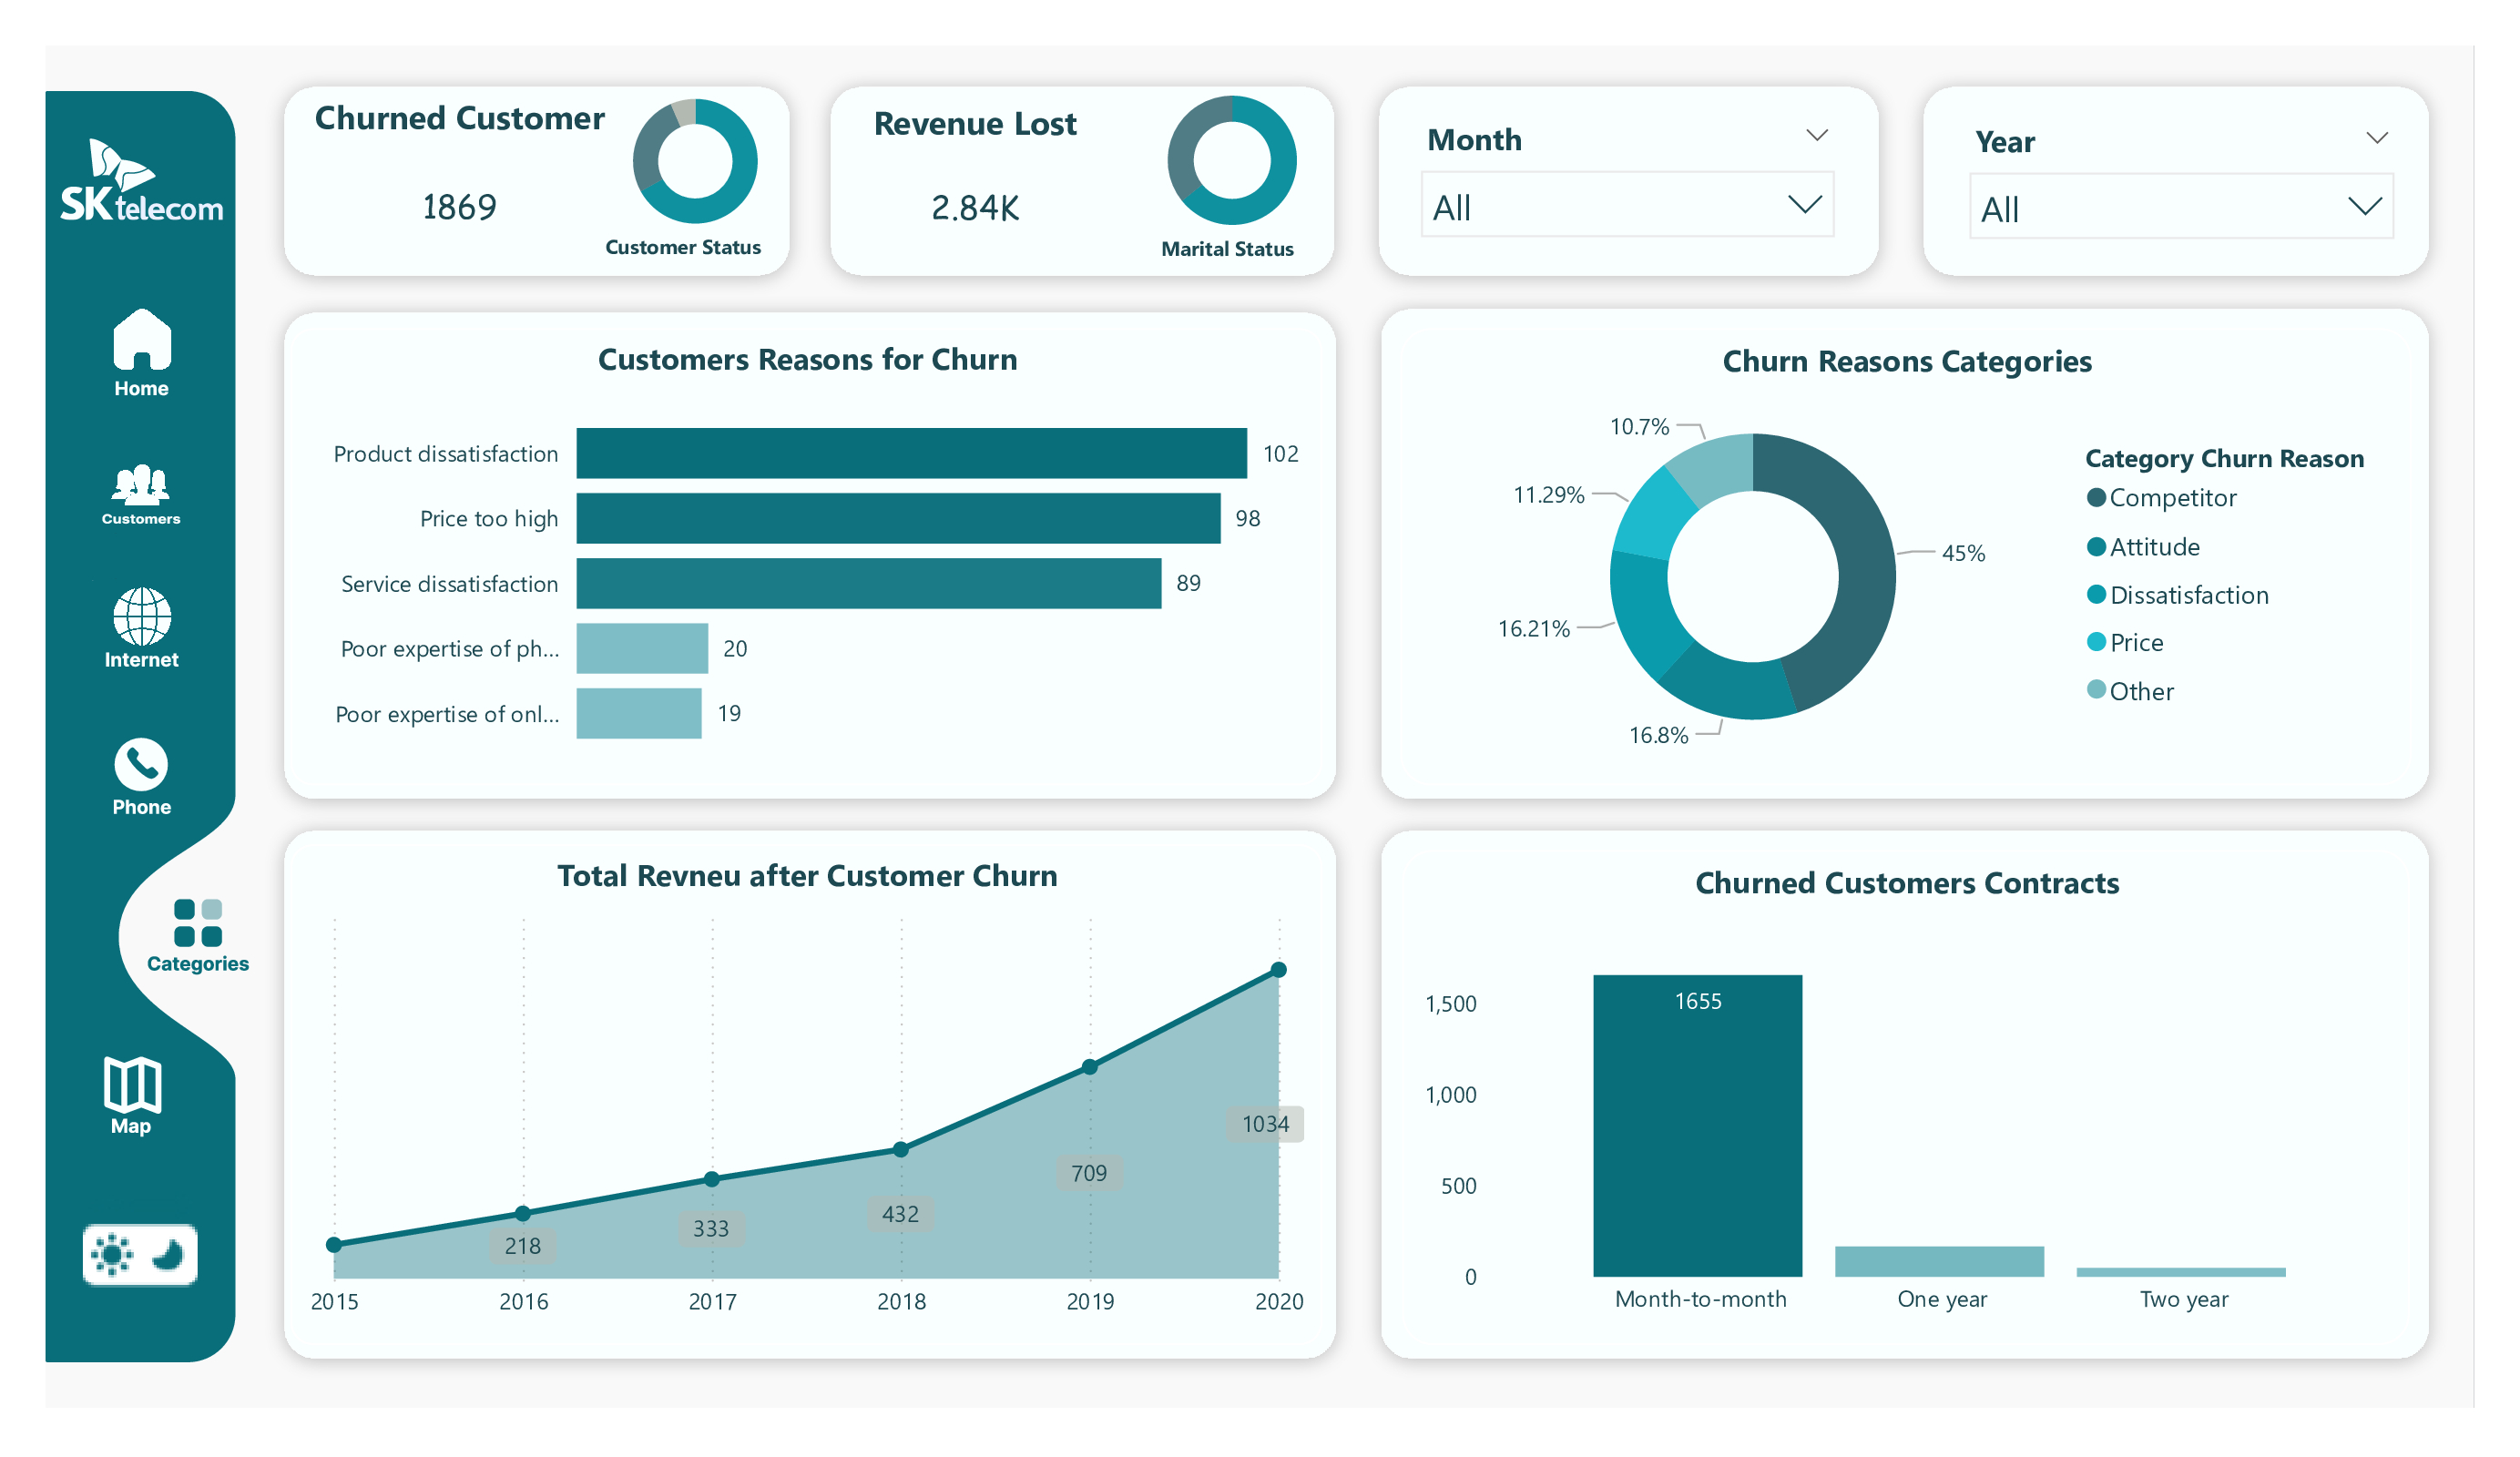 SK telecom
Home
Customers
Internet
Phone
Categories
Map
Churned Customer
1869
Customer Status
Revenue Lost
2.84K
Marital Status
Month
All
Year
All
Customers Reasons for Churn
Product dissatisfaction 102
Price too high 98
Service dissatisfaction 89
Poor expertise of ph... 20
Poor expertise of onl... 19
Churn Reasons Categories
10.7%
11.29%
16.21%
16.8%
45%
Category Churn Reason
Competitor
Attitude
Dissatisfaction
Price
Other
Total Revneu after Customer Churn
218
333
432
709
1034
2015 2016 2017 2018 2019 2020
Churned Customers Contracts
1,500
1,000
500
0
1655
Month-to-month One year Two year